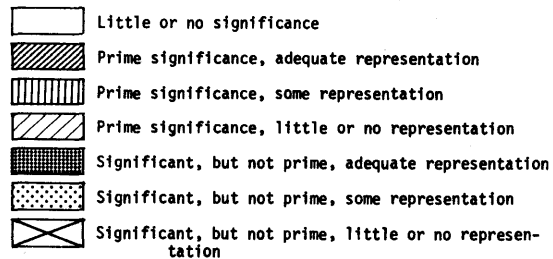 Little or no significance
Prime significance, adequate representation
Prime significance, some representation
Prime significance, little or no representation
Significant, but not prime, adequate representation
Significant, but not prime, some representation
Significant, but not prime, little or no represen-
tation